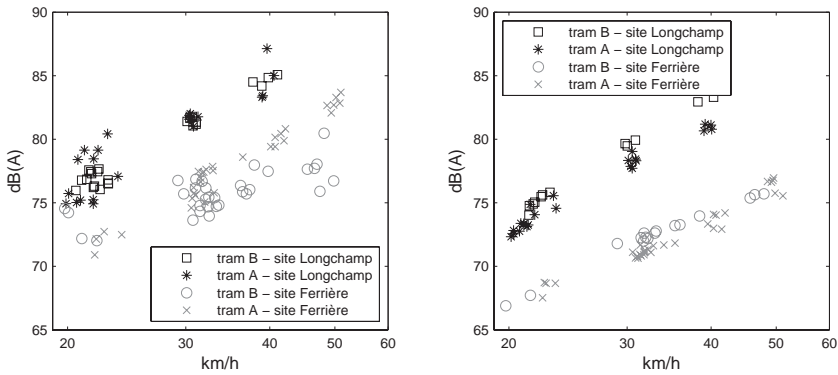 90
85
80
75
70
65
dB(A)
20
30
40
50
60
km/h
tram B − site Longchamp
tram A − site Longchamp
tram B − site Ferrière
tram A − site Ferrière
90
85
80
75
70
65
dB(A)
20
30
40
50
60
km/h
tram B − site Longchamp
tram A − site Longchamp
tram B − site Ferrière
tram A − site Ferrière